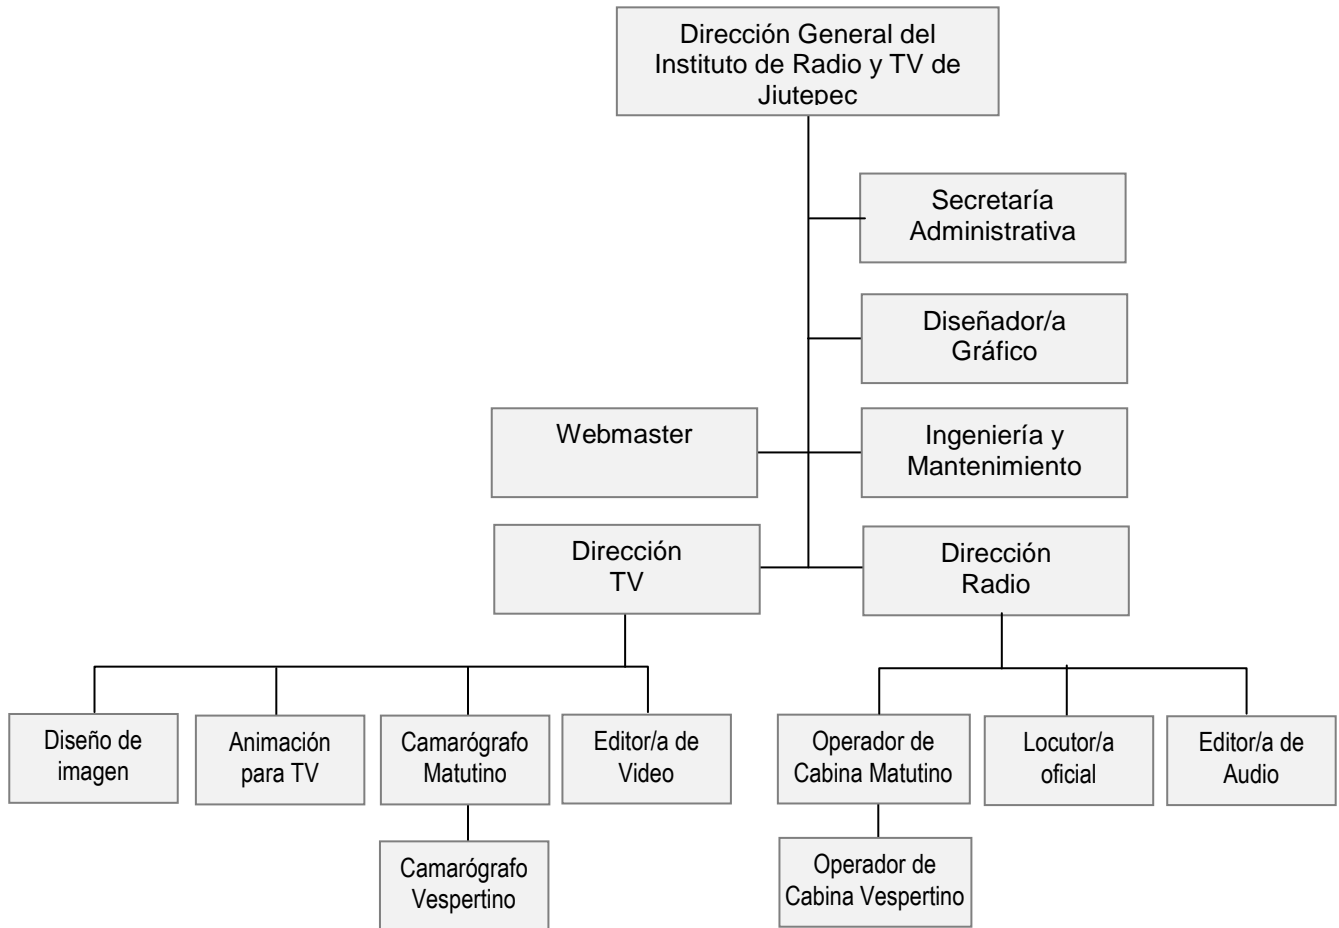 Dirección General del
Instituto de Radio y TV de
Jiutepec
Secretaría
Administrativa
Diseñador/a
Gráfico
Webmaster
Ingeniería y
Mantenimiento
Dirección
TV
Dirección
Radio
Diseño de
imagen
Animación
para TV
Camarógrafo
Matutino
Editor/a de
Video
Operador de
Cabina Matutino
Locutor/a
oficial
Editor/a de
Audio
Camarógrafo
Vespertino
Operador de
Cabina Vespertino